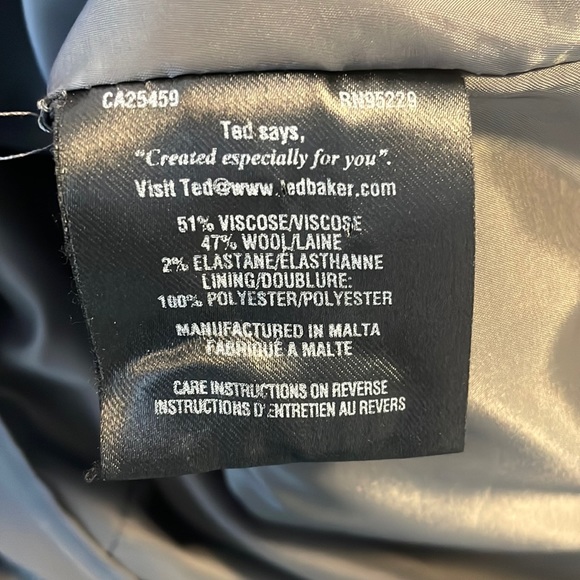 CA25459 RN95229
Ted says,
"Created especially for you".
Visit Ted@www.tedbaker.com
51% VISCOSE/VISCOSE
47% WOOL/LAINE
2% ELASTANE/ELASTHANNE
LINING/DOUBLURE:
100% POLYESTER/POLYESTER
MANUFACTURED IN MALTA
FABRIQUÉ A MALTE
CARE INSTRUCTIONS ON REVERSE
INSTRUCTIONS D'ENTRETIEN AU REVERS